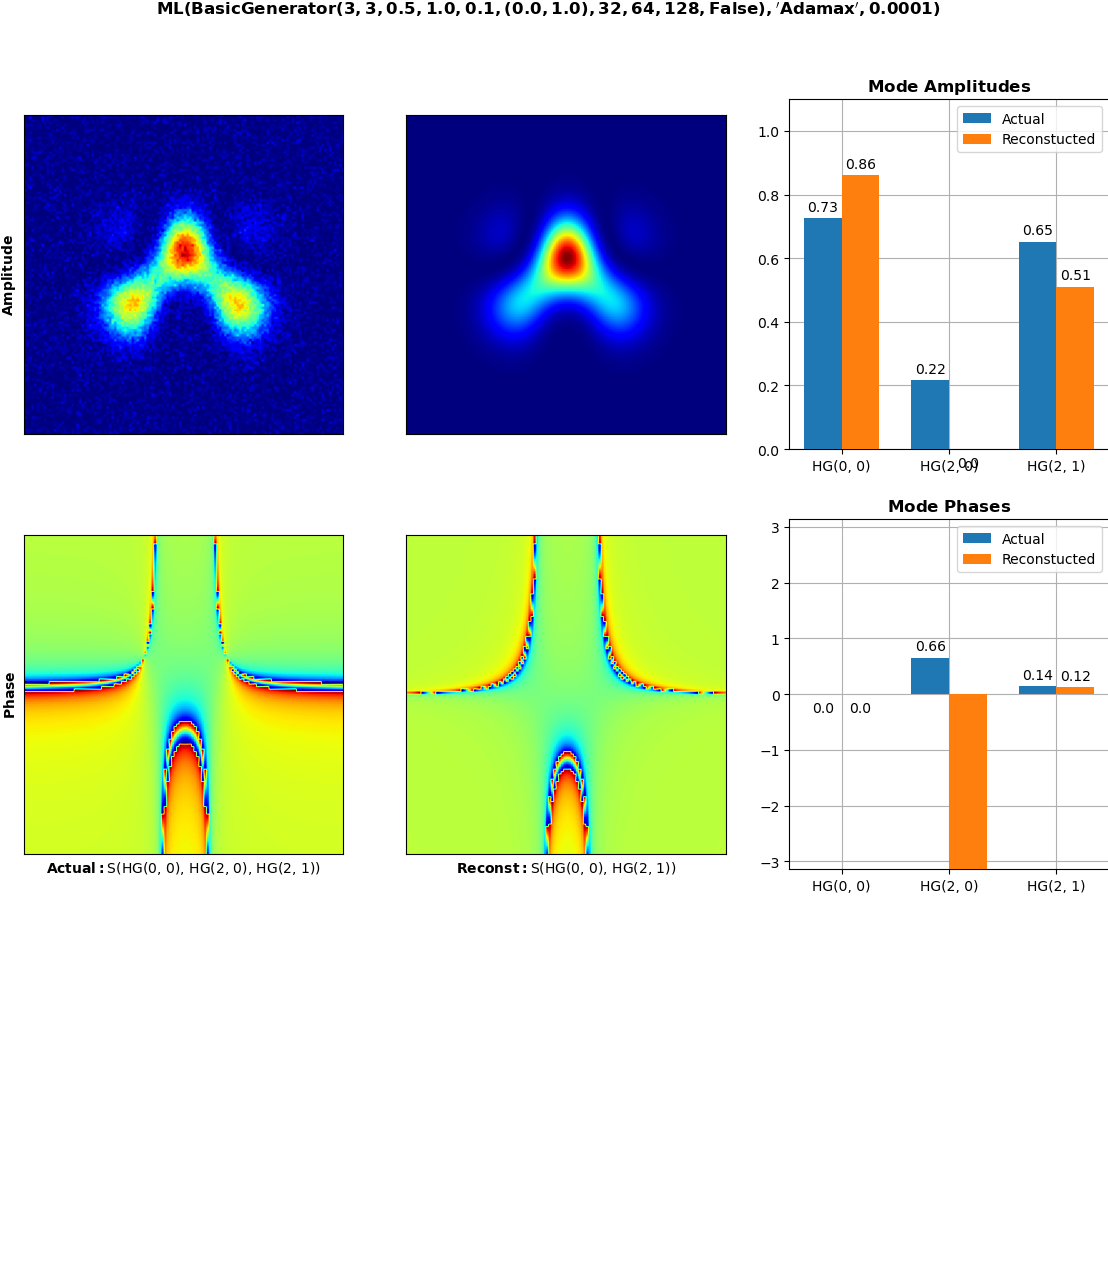 ML(BasicGenerator(3, 3, 0.5, 1.0, 0.1, (0.0, 1.0), 32, 64, 128, False), ′Adamax′, 0.0001)
Amplitude
Mode Amplitudes
Actual
Reconstucted
1.0
0.8
0.6
0.4
0.2
0.0
0.73
0.86
0.22
0.0
0.65
0.51
HG(0, 0)
HG(2, 0)
HG(2, 1)
Phase
Actual: S(HG(0, 0), HG(2, 0), HG(2, 1))
Reconst: S(HG(0, 0), HG(2, 1))
Mode Phases
Actual
Reconstucted
3
2
1
0
−1
−2
−3
0.0
0.0
0.66
0.14
0.12
HG(0, 0)
HG(2, 0)
HG(2, 1)